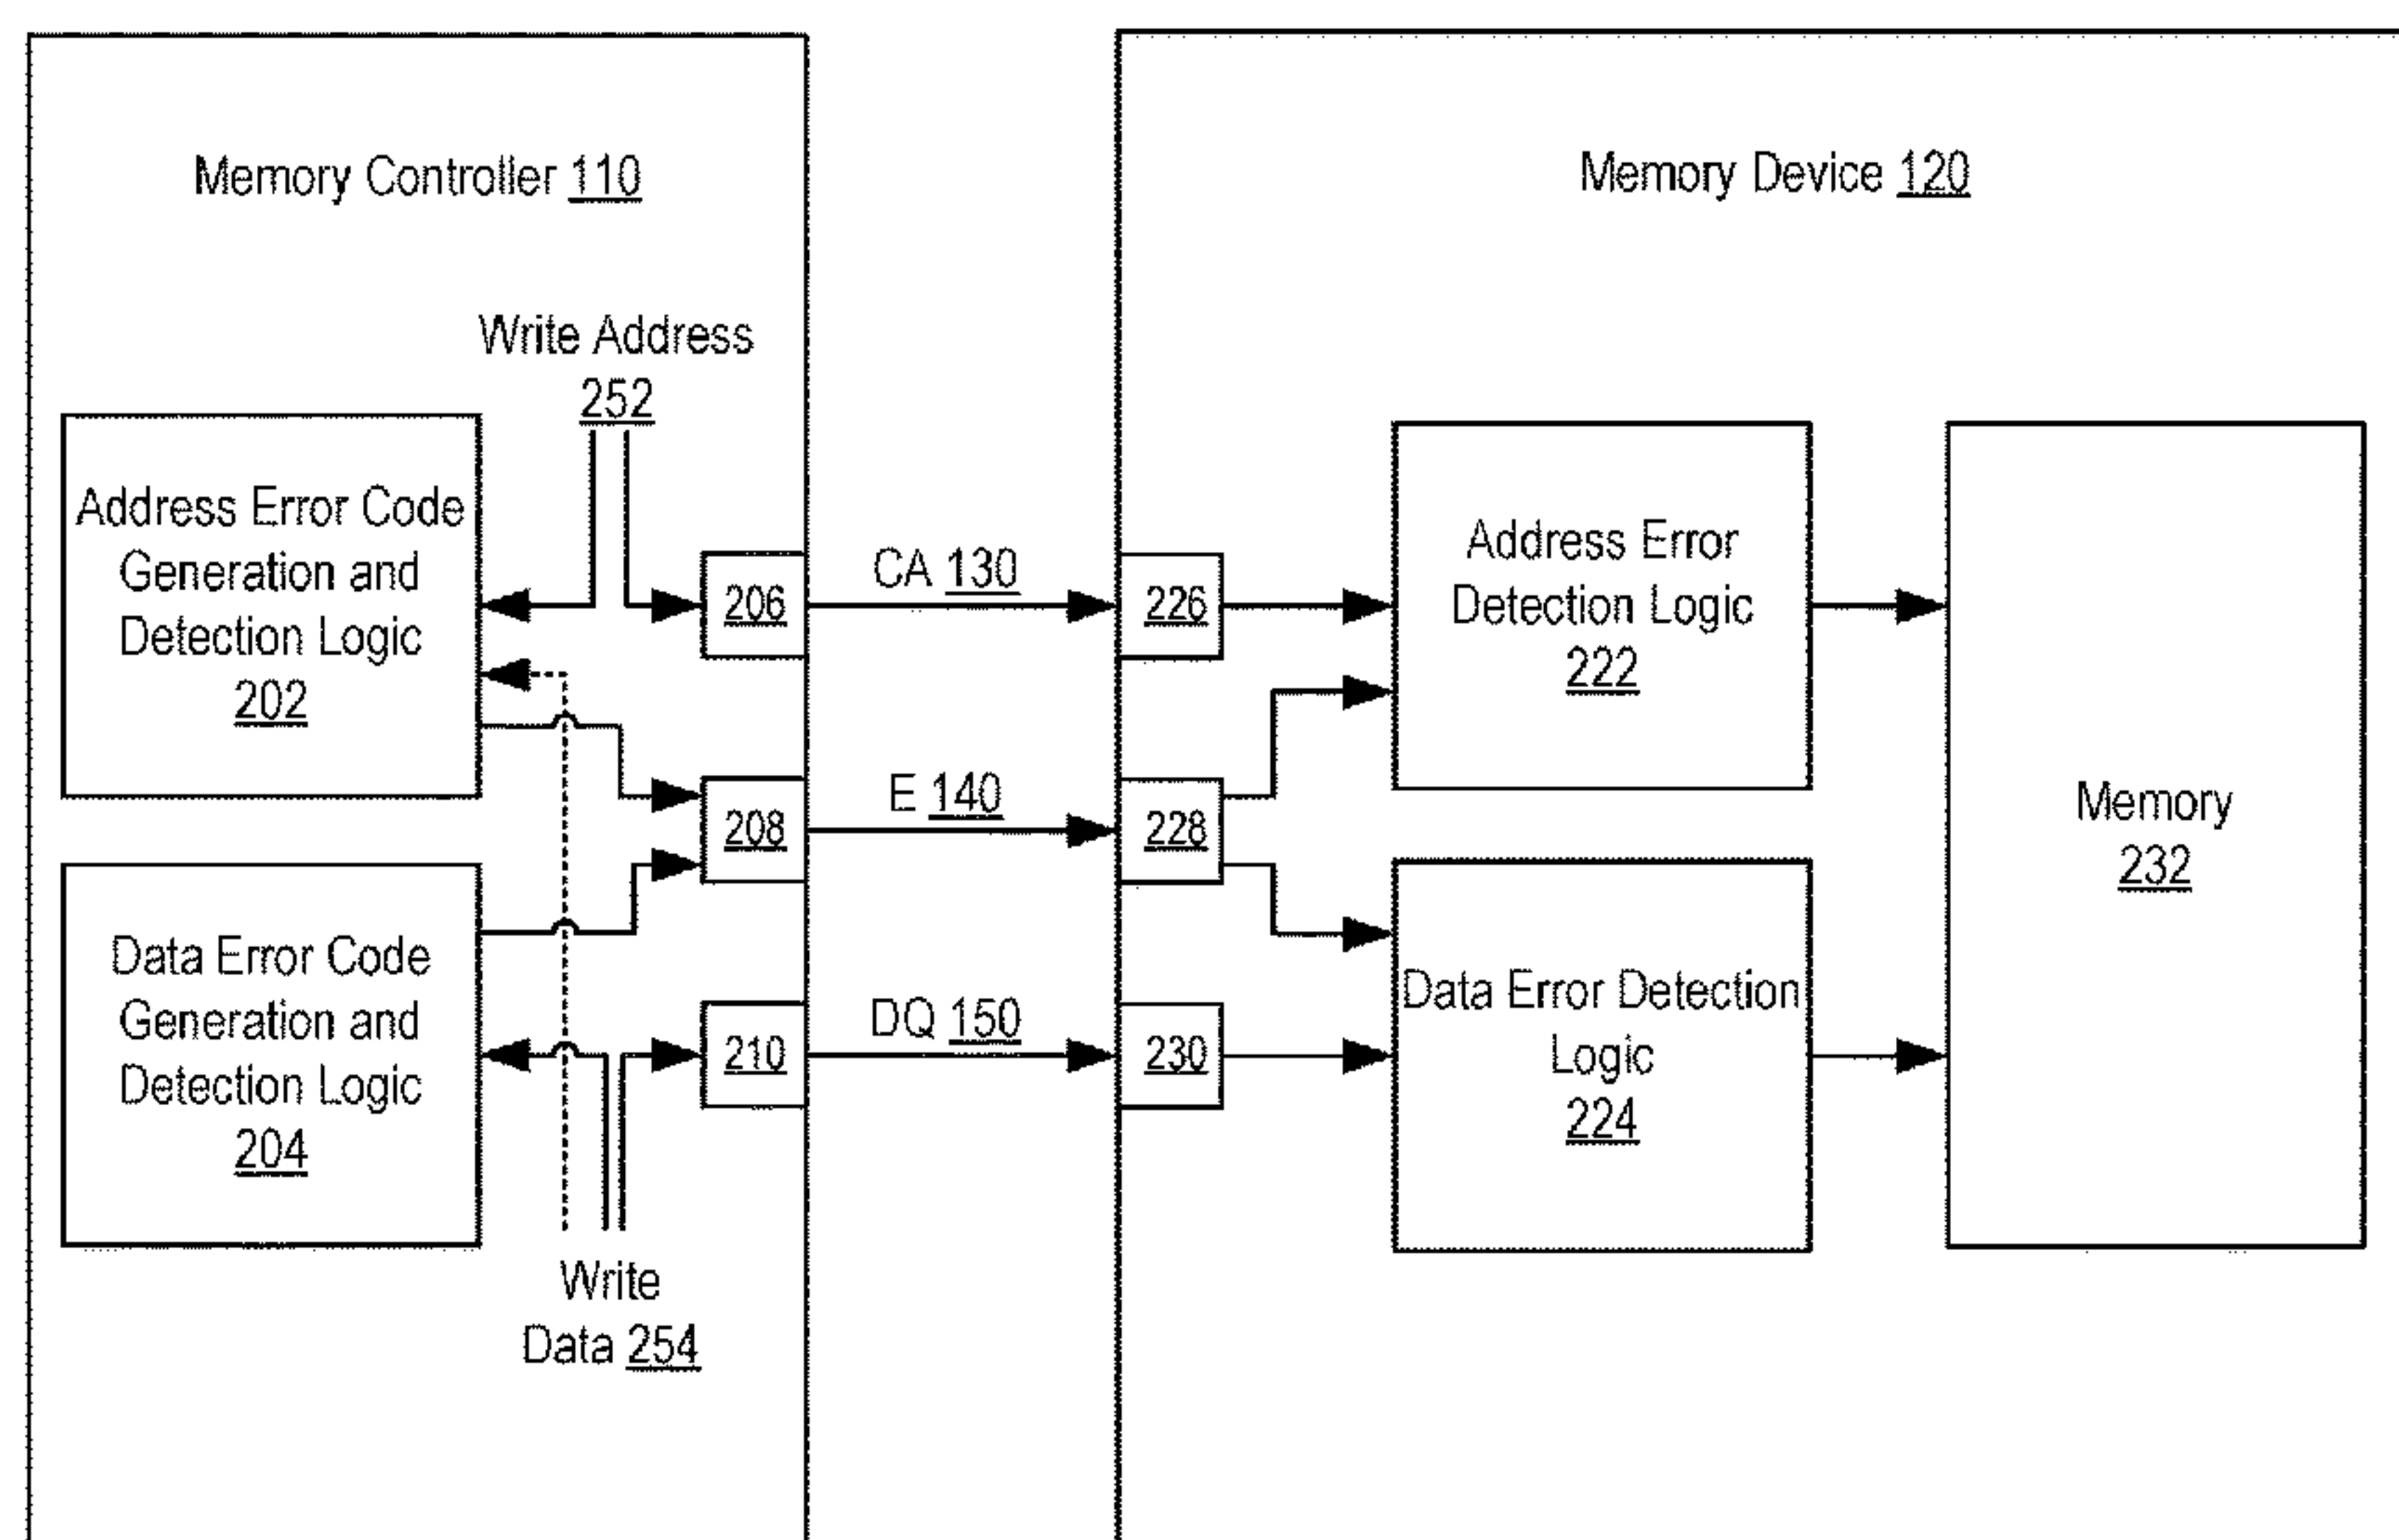 Memory Controller 110
Memory Device 120
Write Address
252
Address Error Code
Generation and
Detection Logic
202
206
CA 130
226
Address Error
Detection Logic
222
208
E 140
228
Memory
232
Data Error Code
Generation and
Detection Logic
204
210
DQ 150
230
Data Error Detection
Logic
224
Write
Data 254